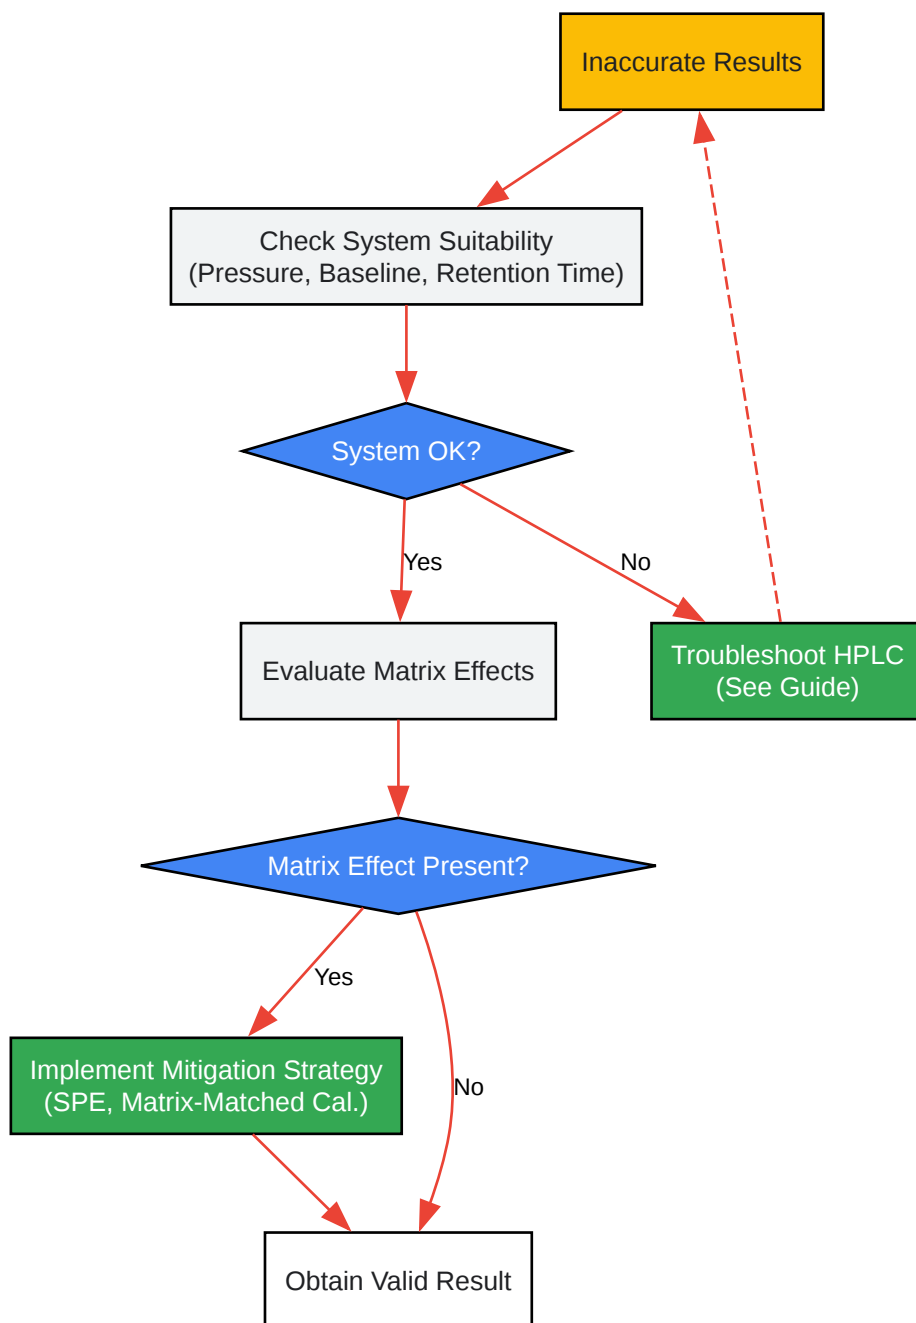 Inaccurate Results
Check System Suitability
(Pressure, Baseline, Retention Time)
System OK?
Yes
No
Evaluate Matrix Effects
Troubleshoot HPLC
(See Guide)
Matrix Effect Present?
Yes
Implement Mitigation Strategy
(SPE, Matrix-Matched Cal.)
No
Obtain Valid Result